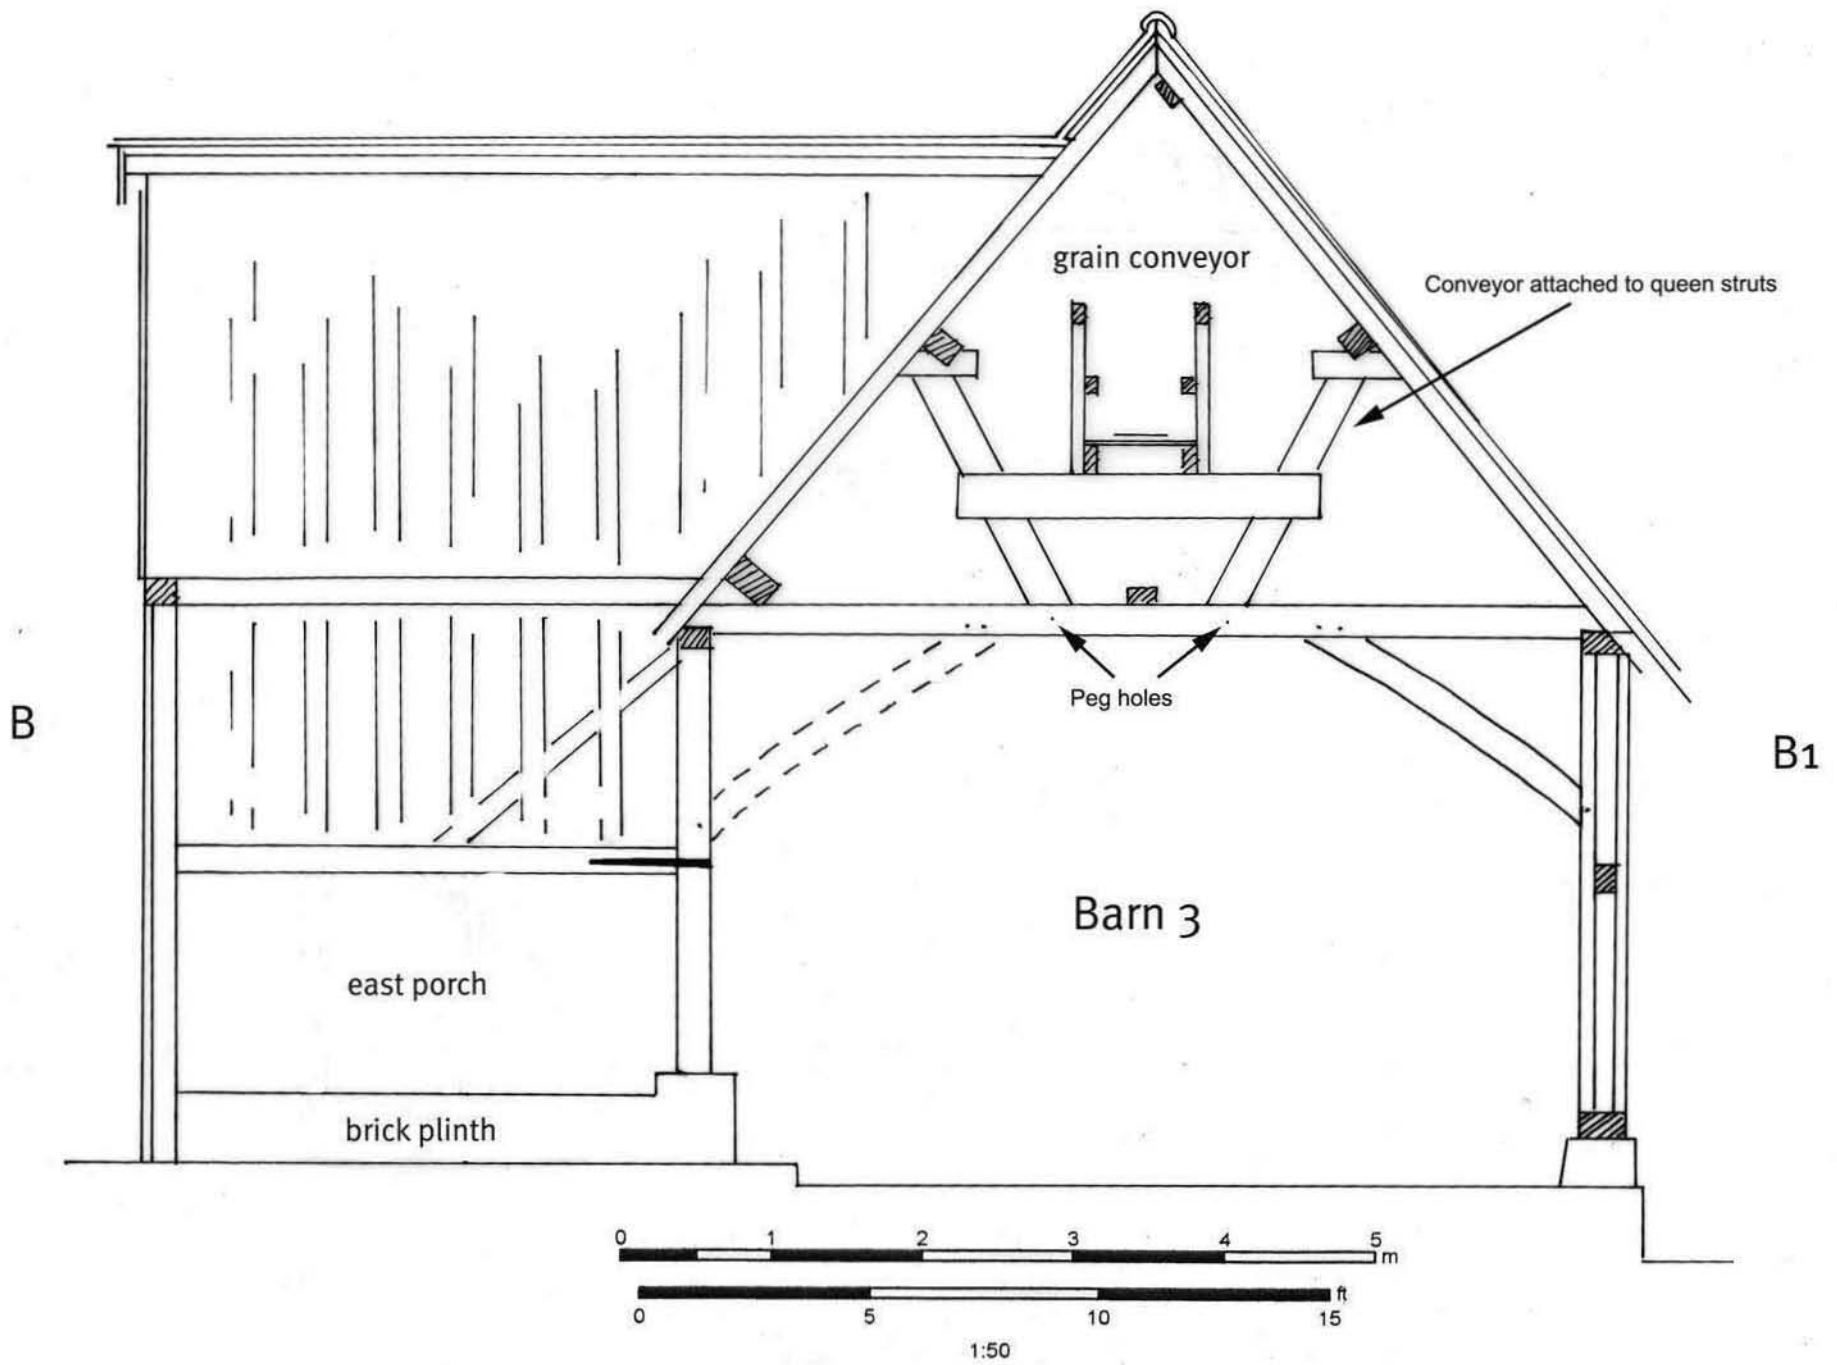 grain conveyor
Conveyor attached to queen struts
Peg holes
B
B1
Barn 3
east porch
brick plinth
0 1 2 3 4 5 m
0 5 10 15 ft
1:50